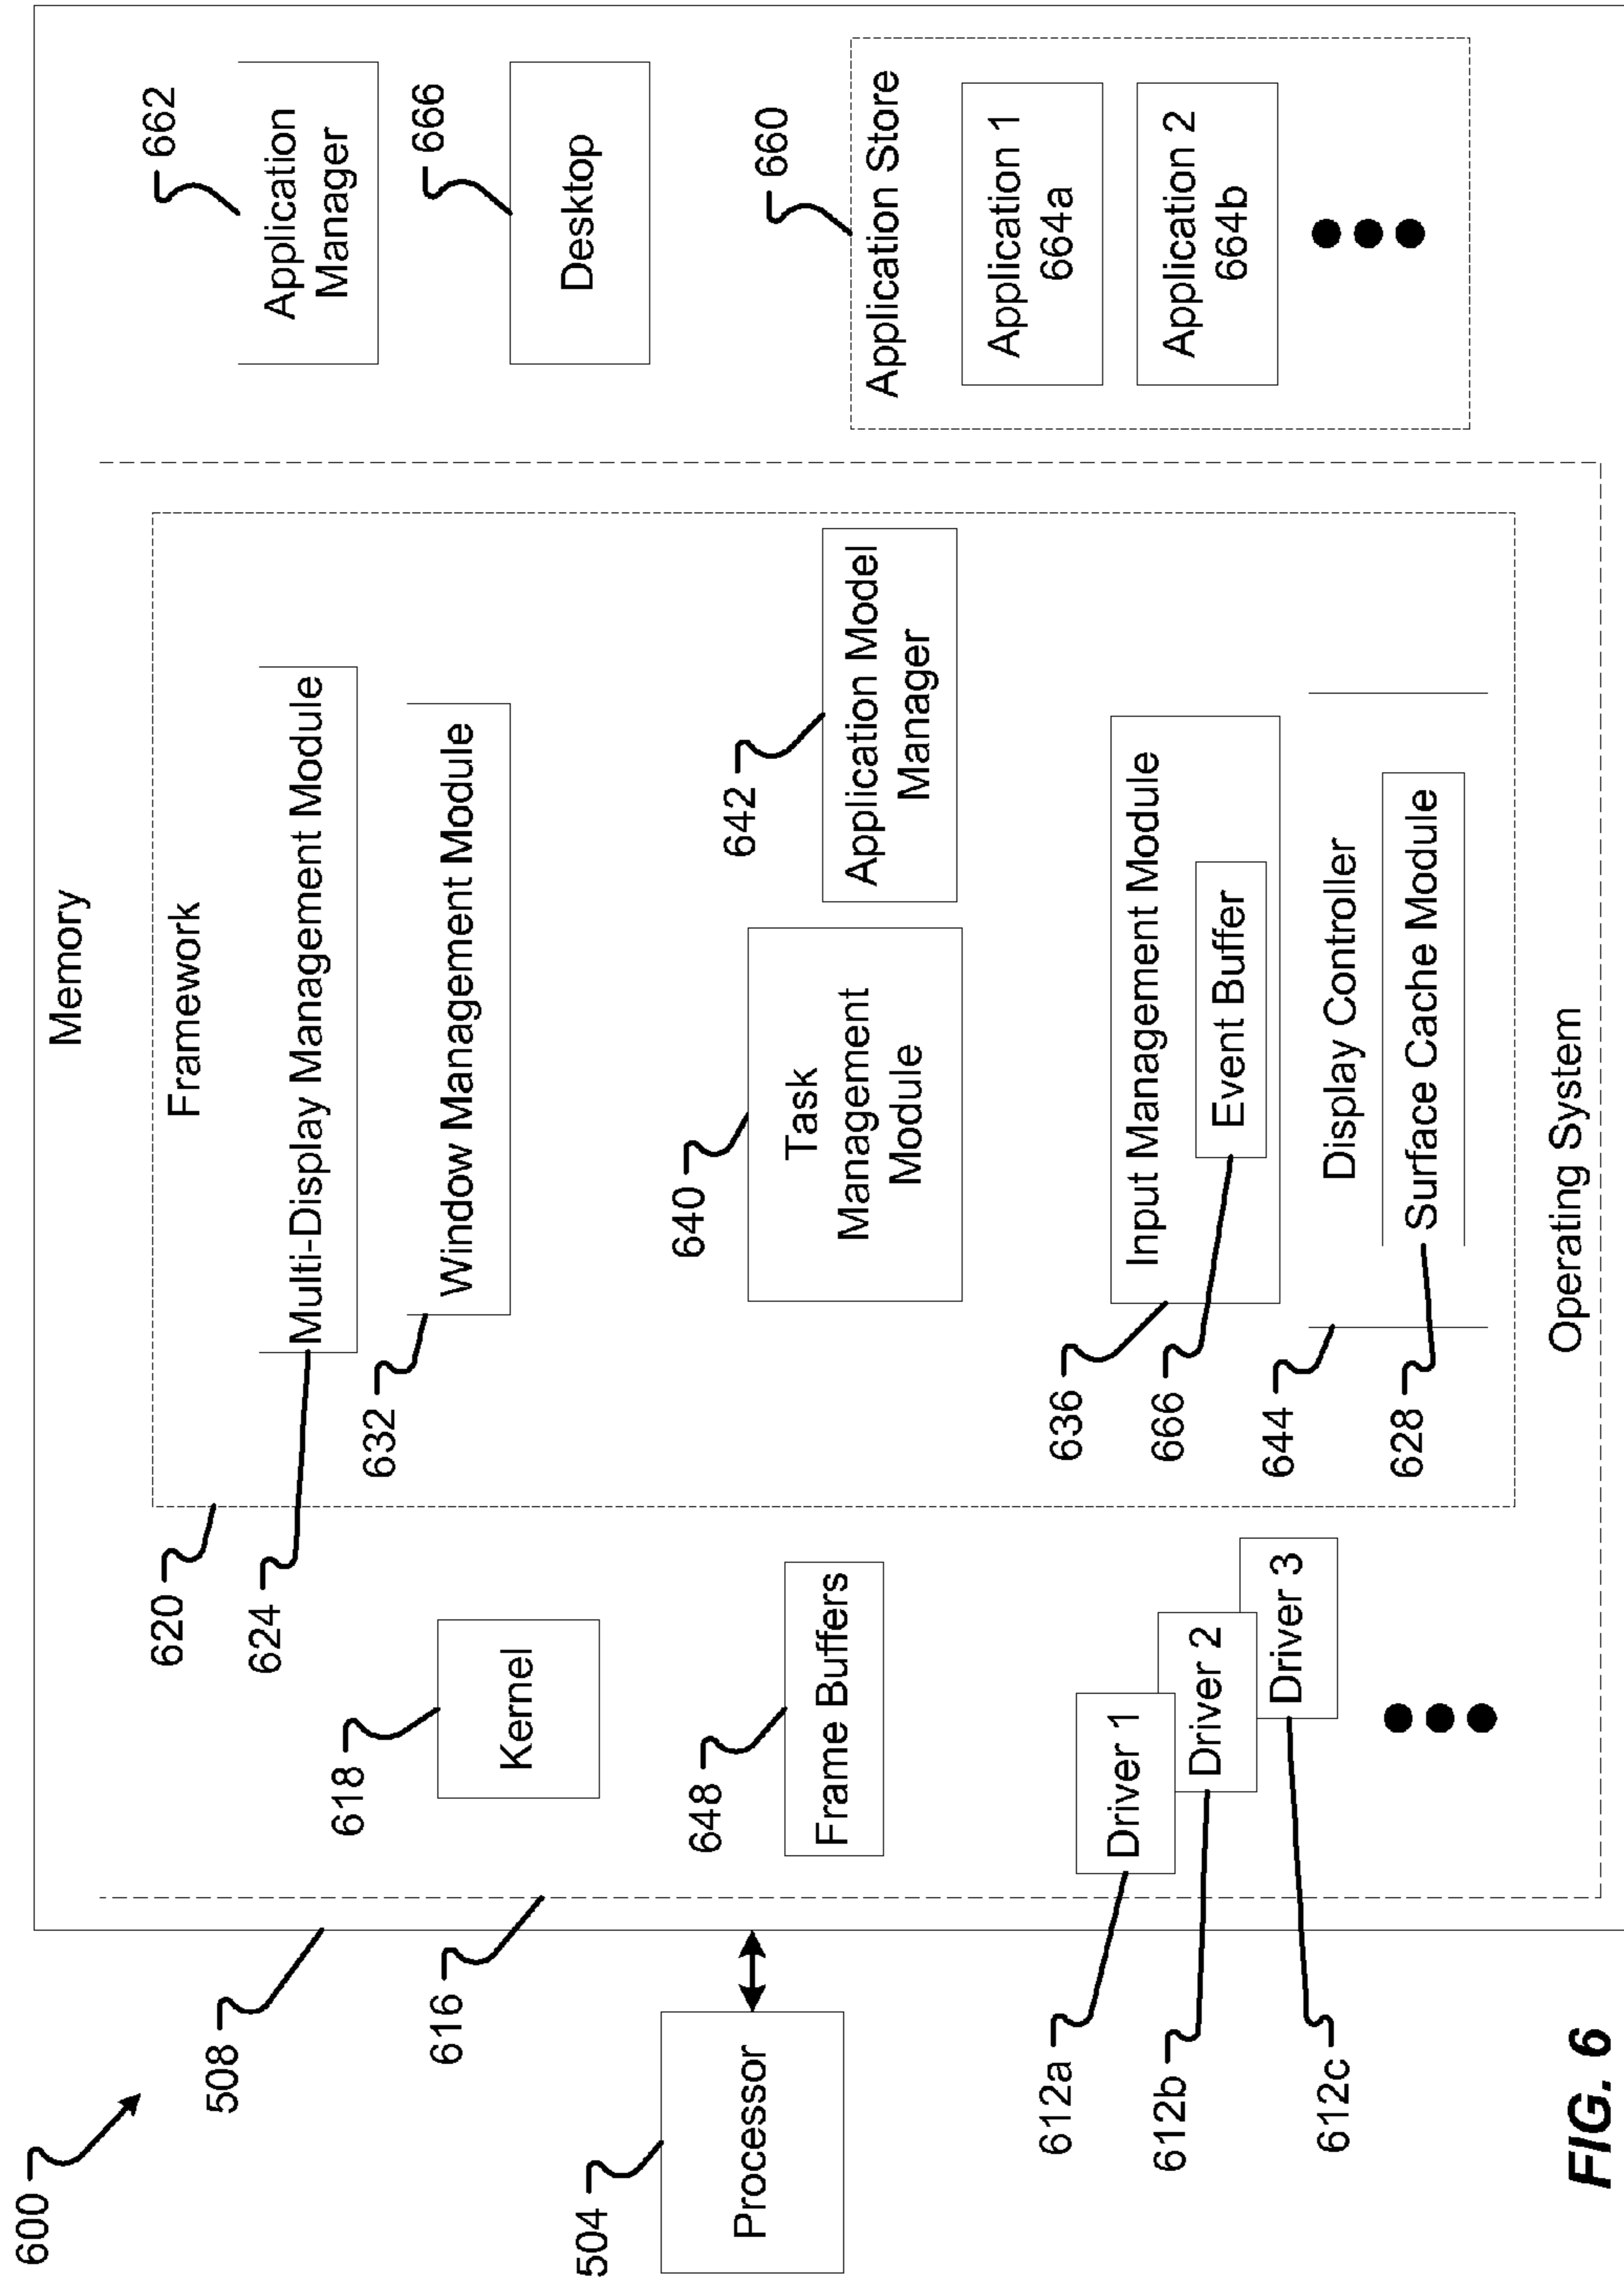 600
Memory
508
620
Framework
662
Application
Manager
624
Multi-Display Management Module
618
632
Window Management Module
666
616
Kernel
Desktop
504
Processor
648
Frame Buffers
640
Task
Management
Module
642
Application Model
Manager
660
Application Store
Application 1
664a
Application 2
664b
612a
Driver 1
612b
Driver 2
612c
Driver 3
636
Input Management Module
666
Event Buffer
644
Display Controller
628
Surface Cache Module
Operating System
FIG. 6